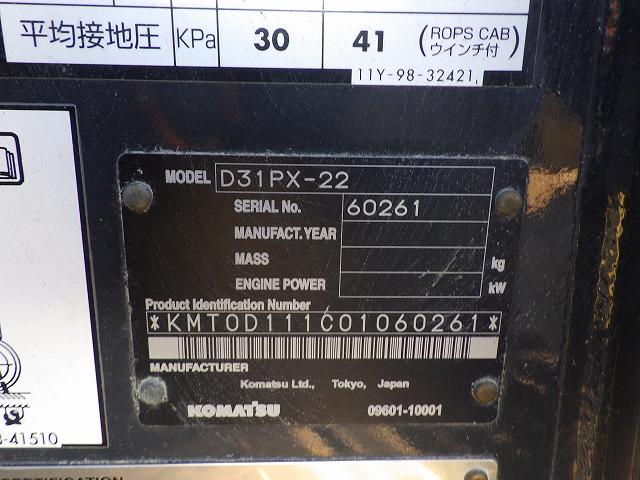 平均接地圧 KPa 30 41 (ROPS CAB ウインチ付)
11Y-98-32421
MODEL D31PX-22
SERIAL No. 60261
MANUFACT. YEAR
MASS kg
ENGINE POWER kW
Product Identification Number
*KMT0D111C01060261*
MANUFACTURER
Komatsu Ltd., Tokyo, Japan
KOMATSU 09601-10001
-41510